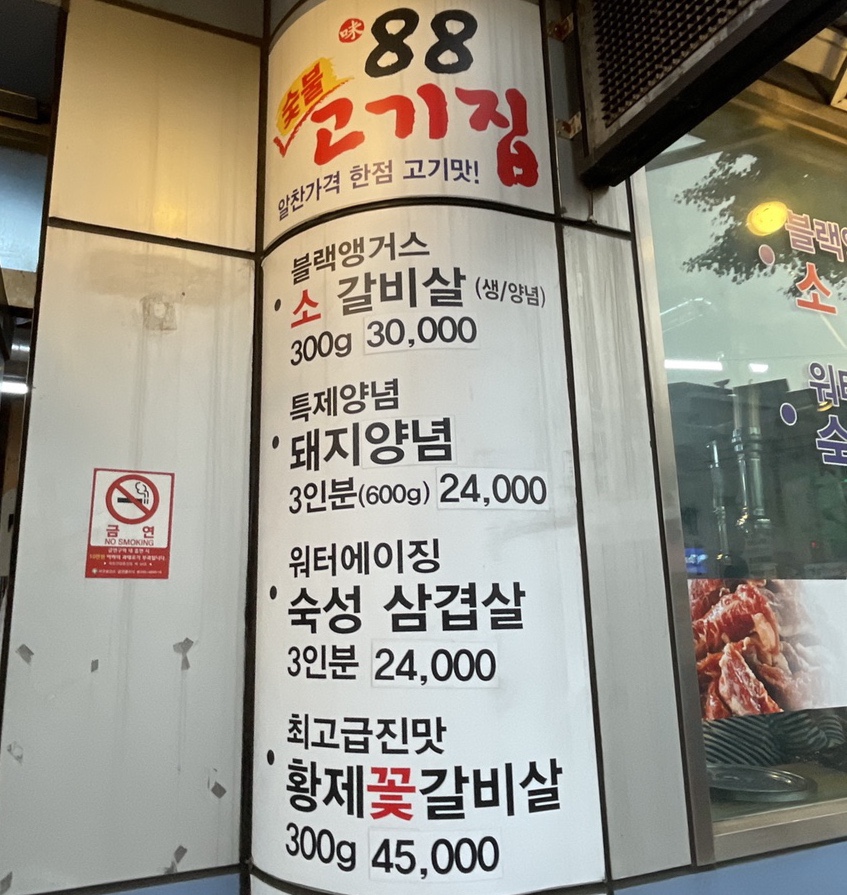 味 88
숯불
고기집
알찬가격 한점 고기맛!
블랙앵거스
• 소 갈비살 (생/양념)
300g 30,000
특제양념
• 돼지양념
3인분(600g) 24,000
워터에이징
• 숙성 삼겹살
3인분 24,000
최고급진맛
• 황제꽃갈비살
300g 45,000
금 연
NO SMOKING
블랙
• 소
워터
• 숙